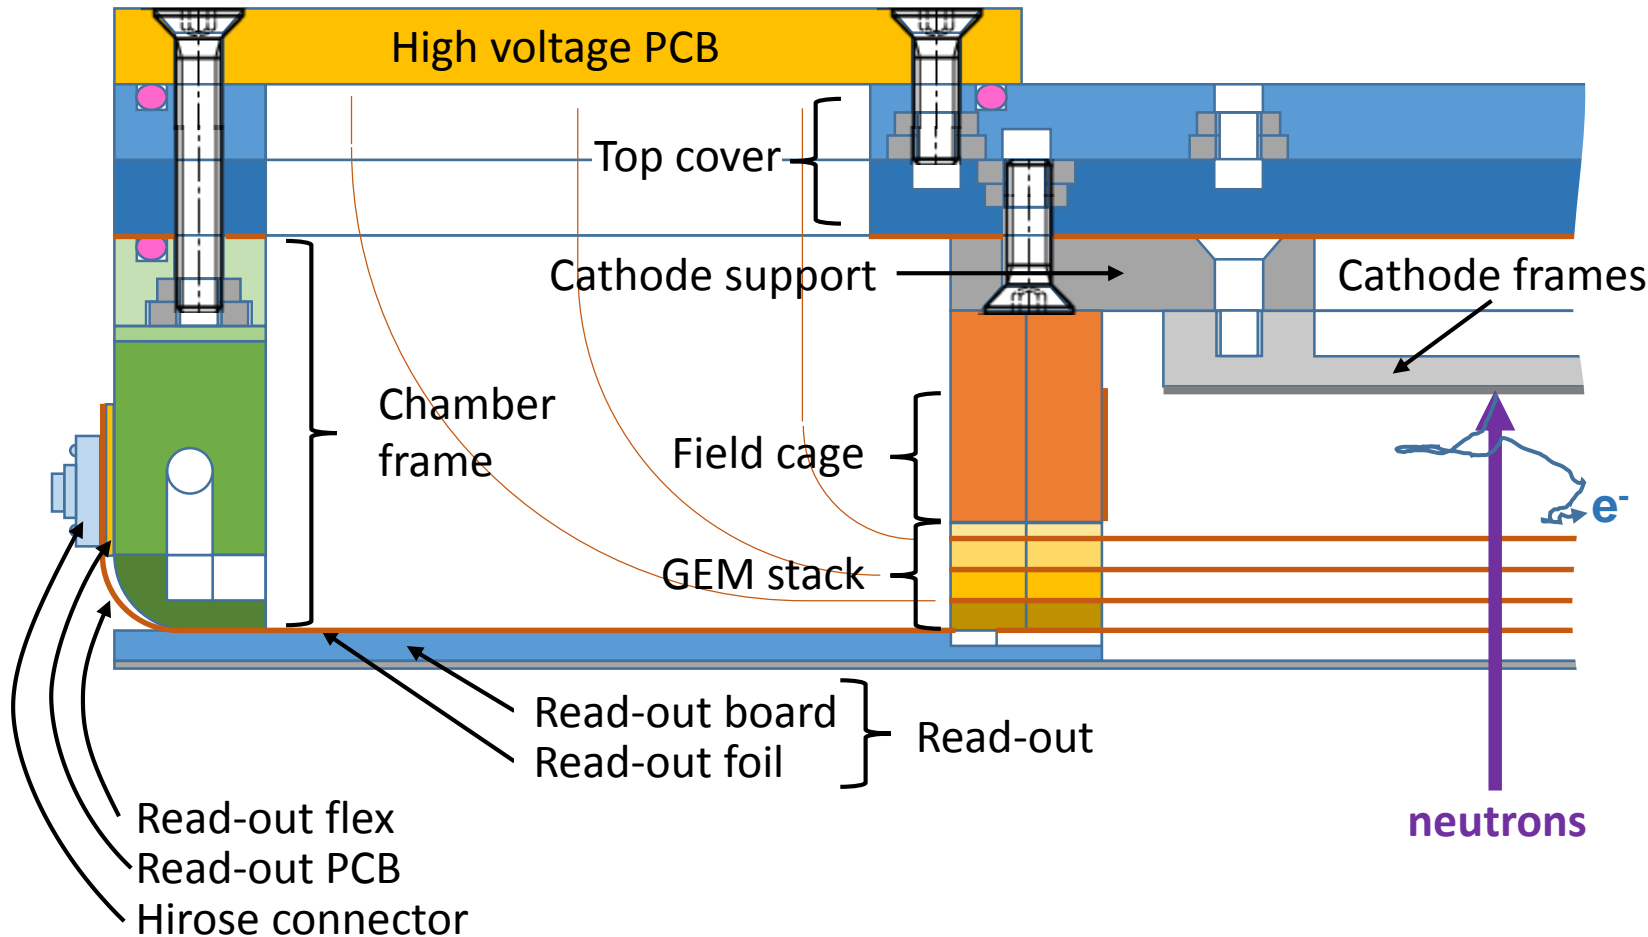 High voltage PCB
Top cover
Cathode support
Cathode frames
Chamber
frame
Field cage
GEM stack
e-
Read-out board
Read-out foil
Read-out
neutrons
Read-out flex
Read-out PCB
Hirose connector